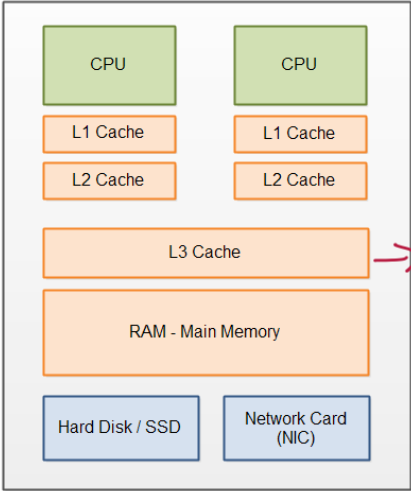 CPU
CPU
L1 Cache
L1 Cache
L2 Cache
L2 Cache
L3 Cache
RAM - Main Memory
Hard Disk / SSD
Network Card
(NIC)